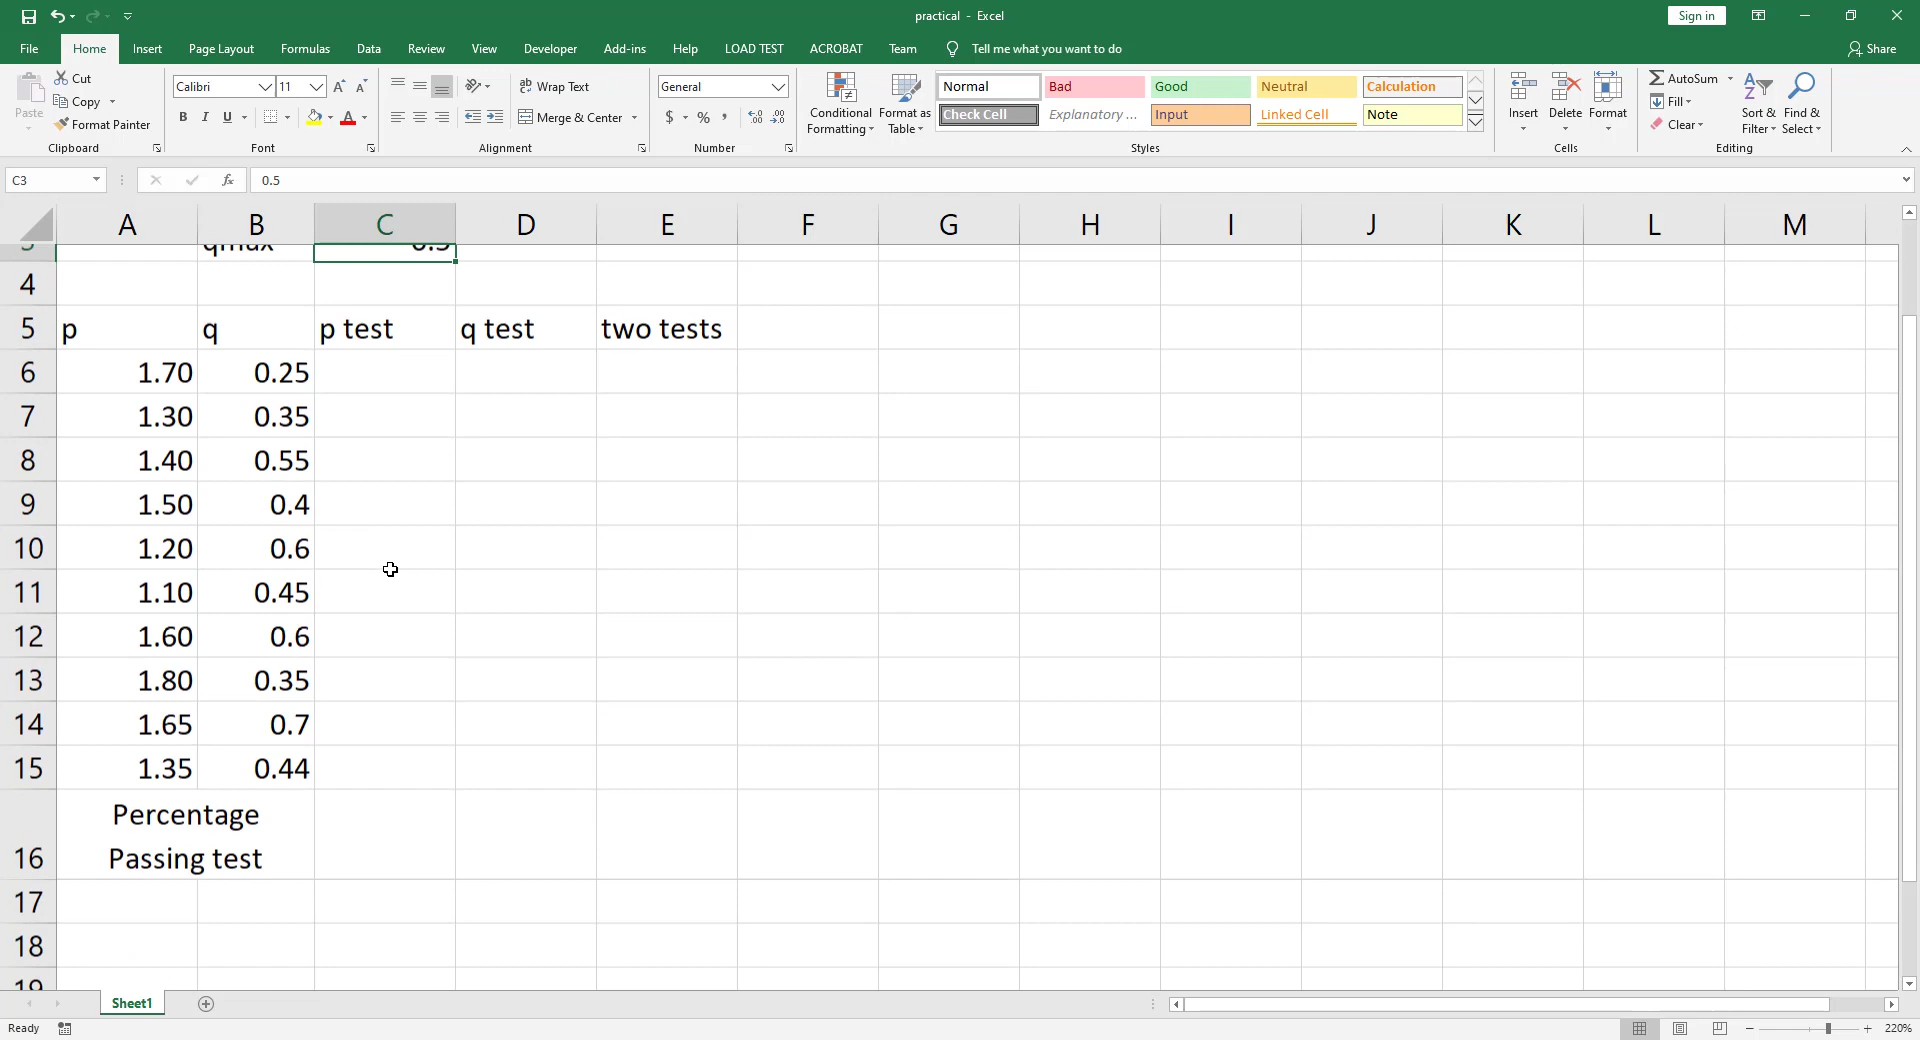 practical - Excel
Sign in
File Home Insert Page Layout Formulas Data Review View Developer Add-ins Help LOAD TEST ACROBAT Team Tell me what you want to do Share
Paste
Cut
Copy
Format Painter
Clipboard
Calibri 11
B I U A
Font
Wrap Text
Merge & Center
Alignment
General
$ % ,
Number
Conditional Formatting
Format as Table
Normal Bad Good Neutral Calculation
Check Cell Explanatory ... Input Linked Cell Note
Styles
Insert Delete Format
Cells
AutoSum
Fill
Clear
Sort & Filter
Find & Select
Editing
C3 fx 0.5
A B C D E F G H I J K L M
3 qmax 0.5
4
5 p q p test q test two tests
6 1.70 0.25
7 1.30 0.35
8 1.40 0.55
9 1.50 0.4
10 1.20 0.6
11 1.10 0.45
12 1.60 0.6
13 1.80 0.35
14 1.65 0.7
15 1.35 0.44
Percentage
16 Passing test
17
18
19
Sheet1
Ready
220%